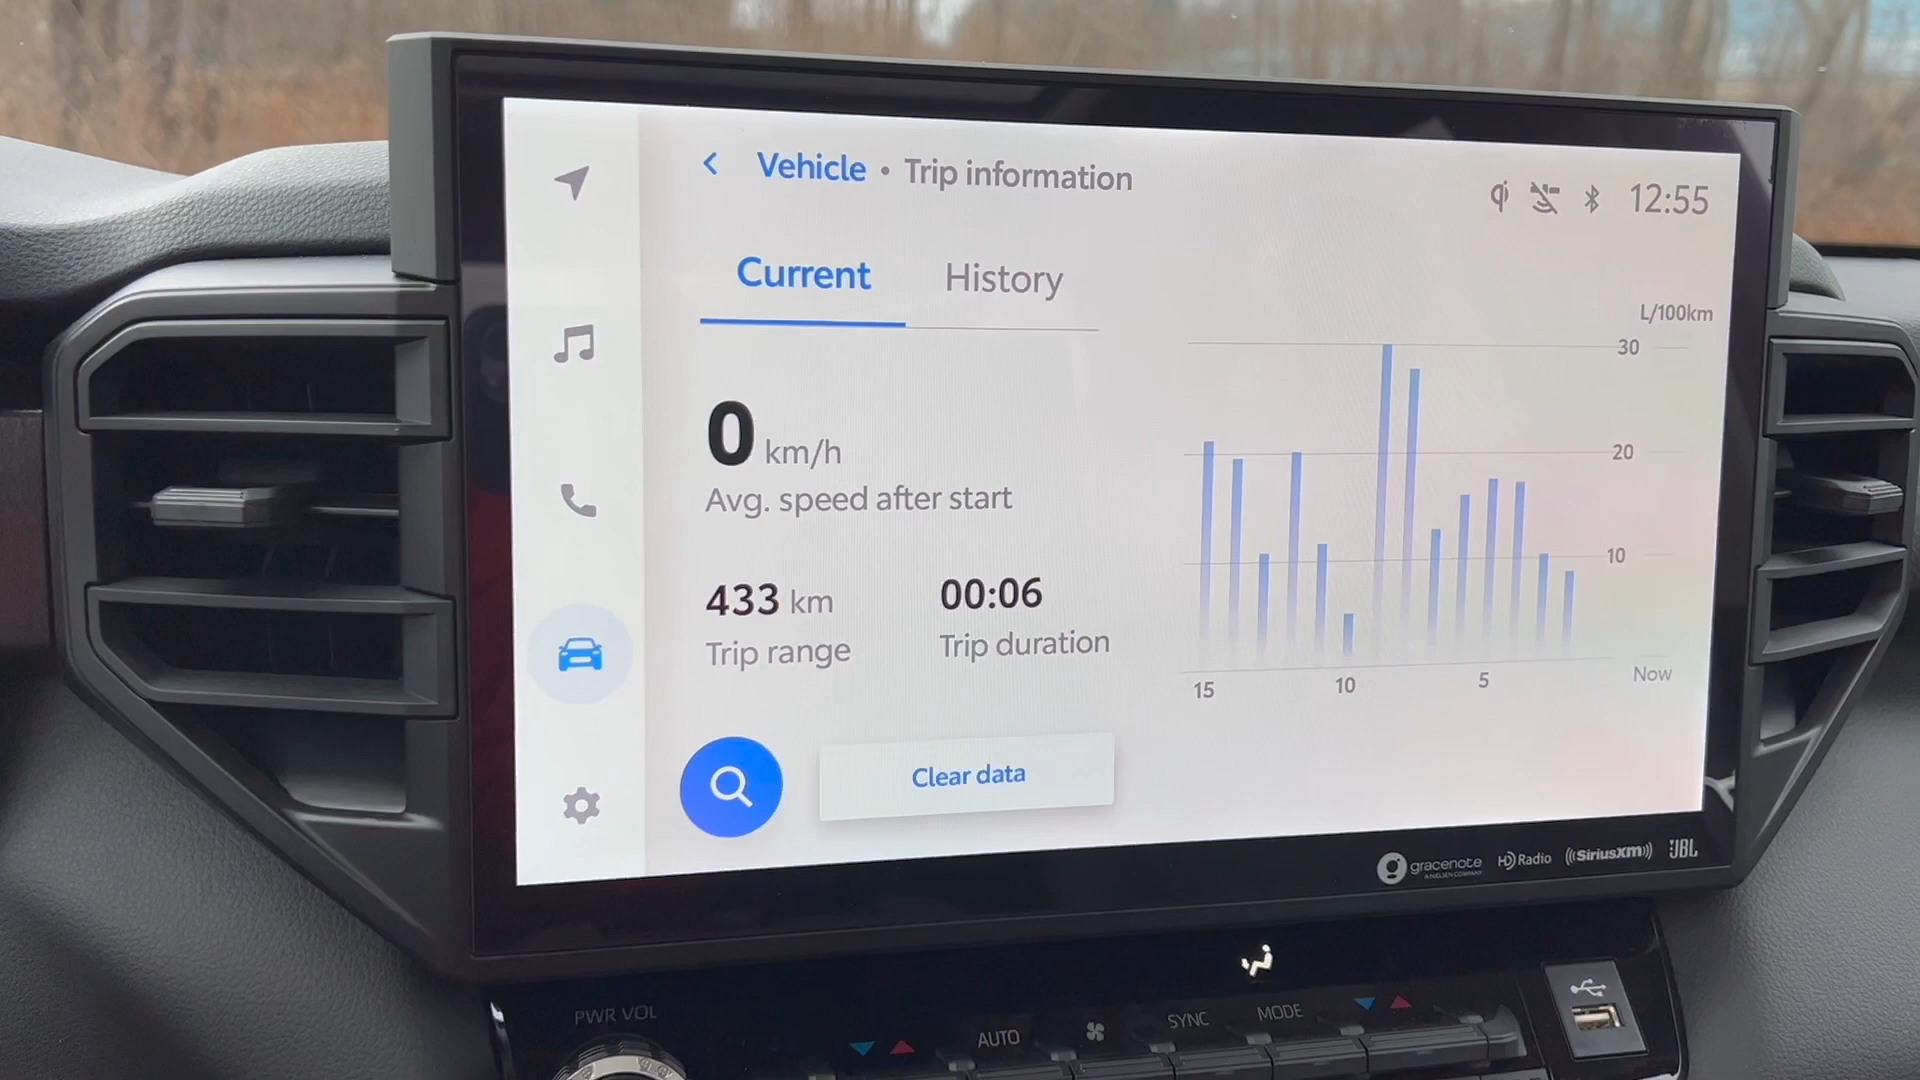 Vehicle • Trip information
12:55
Current
History
L/100km
30
20
10
0 km/h
Avg. speed after start
433 km
00:06
Trip range
Trip duration
15
10
5
Now
Clear data
gracenote
A NIELSEN COMPANY
HD Radio
((SiriusXM))
JBL
PWR VOL
AUTO
SYNC
MODE